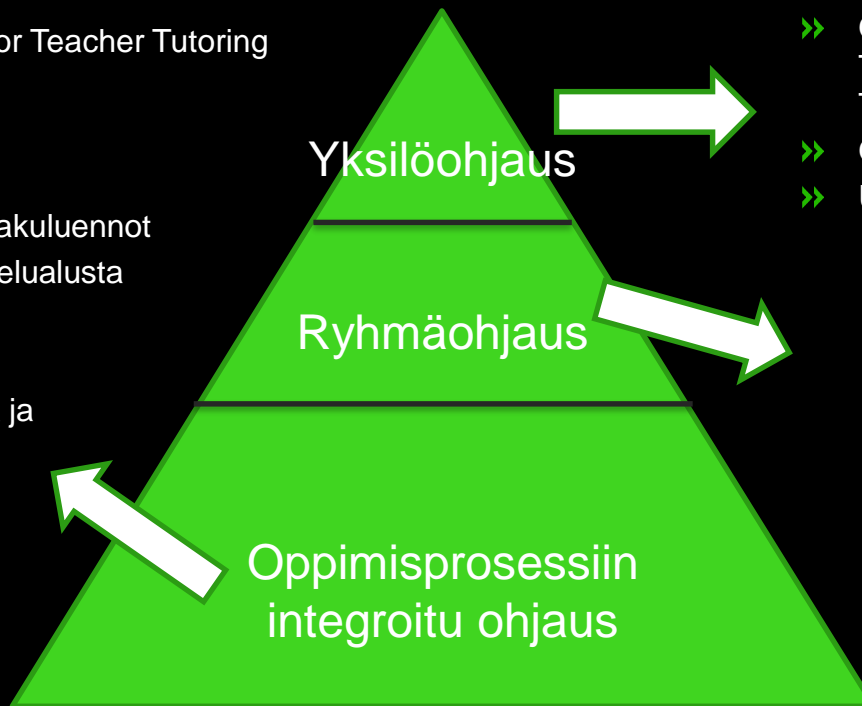 or Teacher Tutoring
akuluennot
elualusta
ja
Yksilöohjaus
Ryhmäohjaus
Oppimisprosessiin
integroitu ohjaus